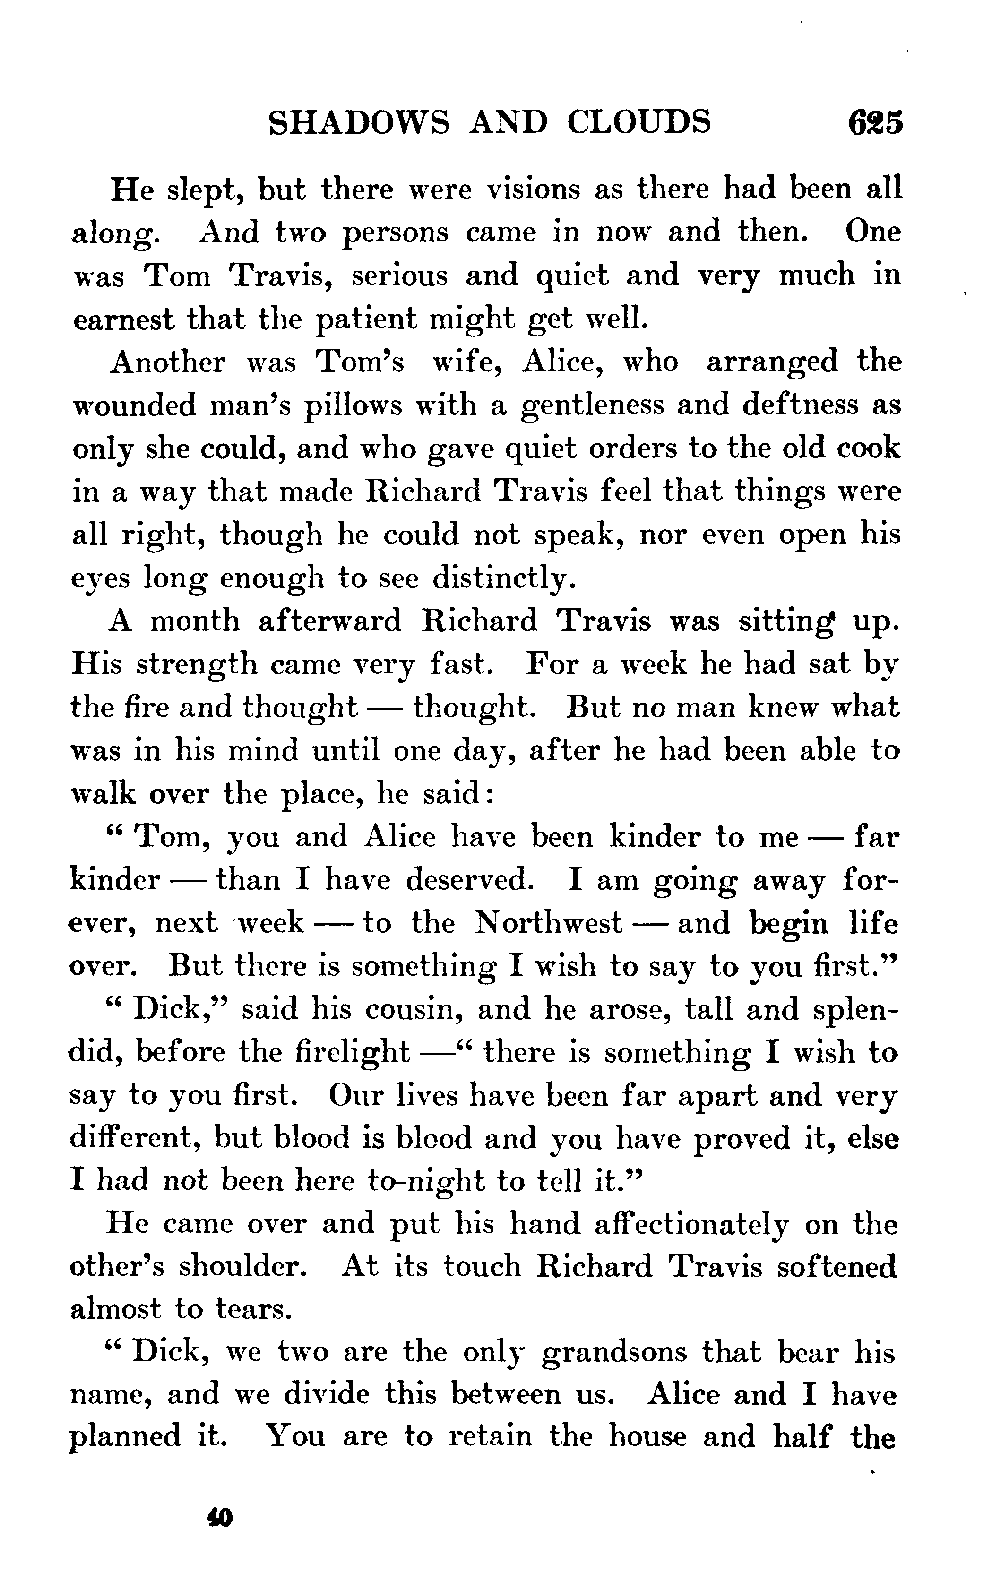 SHADOWS AND CLOUDS 625
He slept, but there were visions as there had been all
along. And two persons came in now and then. One
was Tom Travis, serious and quiet and very much in
earnest that the patient might get well.
Another was Tom's wife, Alice, who arranged the
wounded man's pillows with a gentleness and deftness as
only she could, and who gave quiet orders to the old cook
in a way that made Richard Travis feel that things were
all right, though he could not speak, nor even open his
eyes long enough to see distinctly.
A month afterward Richard Travis was sitting up.
His strength came very fast. For a week he had sat by
the fire and thought — thought. But no man knew what
was in his mind until one day, after he had been able to
walk over the place, he said:
“ Tom, you and Alice have been kinder to me — far
kinder — than I have deserved. I am going away for-
ever, next week — to the Northwest — and begin life
over. But there is something I wish to say to you first.”
“ Dick,” said his cousin, and he arose, tall and splen-
did, before the firelight —“ there is something I wish to
say to you first. Our lives have been far apart and very
different, but blood is blood and you have proved it, else
I had not been here to-night to tell it.”
He came over and put his hand affectionately on the
other's shoulder. At its touch Richard Travis softened
almost to tears.
“ Dick, we two are the only grandsons that bear his
name, and we divide this between us. Alice and I have
planned it. You are to retain the house and half the
40